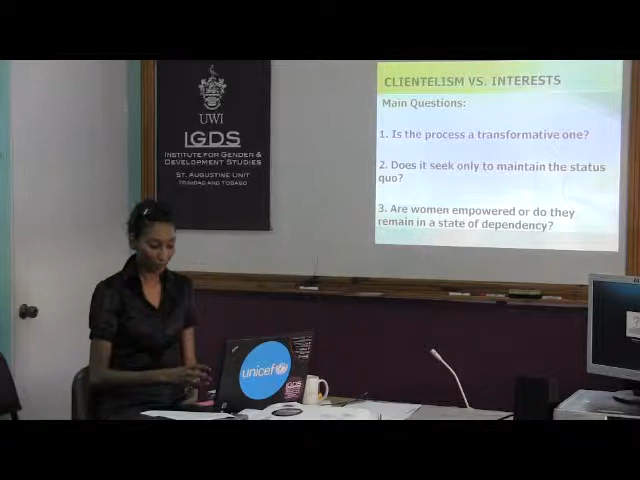 UWI
IGDS
INSTITUTE FOR GENDER &
DEVELOPMENT STUDIES
ST. AUGUSTINE UNIT
TRINIDAD AND TOBAGO
CLIENTELISM VS. INTERESTS
Main Questions:
1. Is the process a transformative one?
2. Does it seek only to maintain the status
quo?
3. Are women empowered or do they
remain in a state of dependency?
unicef
IGDS